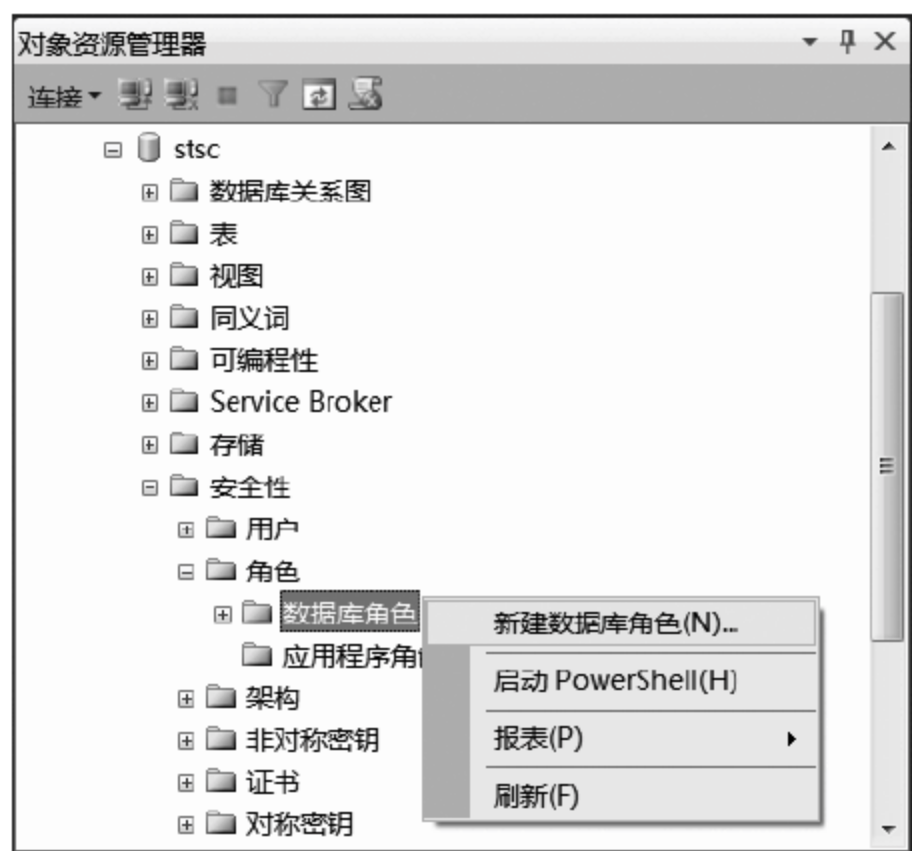 对象资源管理器
连接
stsc
数据库关系图
表
视图
同义词
可编程性
Service Broker
存储
安全性
用户
角色
数据库角色
新建数据库角色(N)...
应用程序角
启动 PowerShell(H)
架构
非对称密钥
报表(P)
证书
刷新(F)
对称密钥